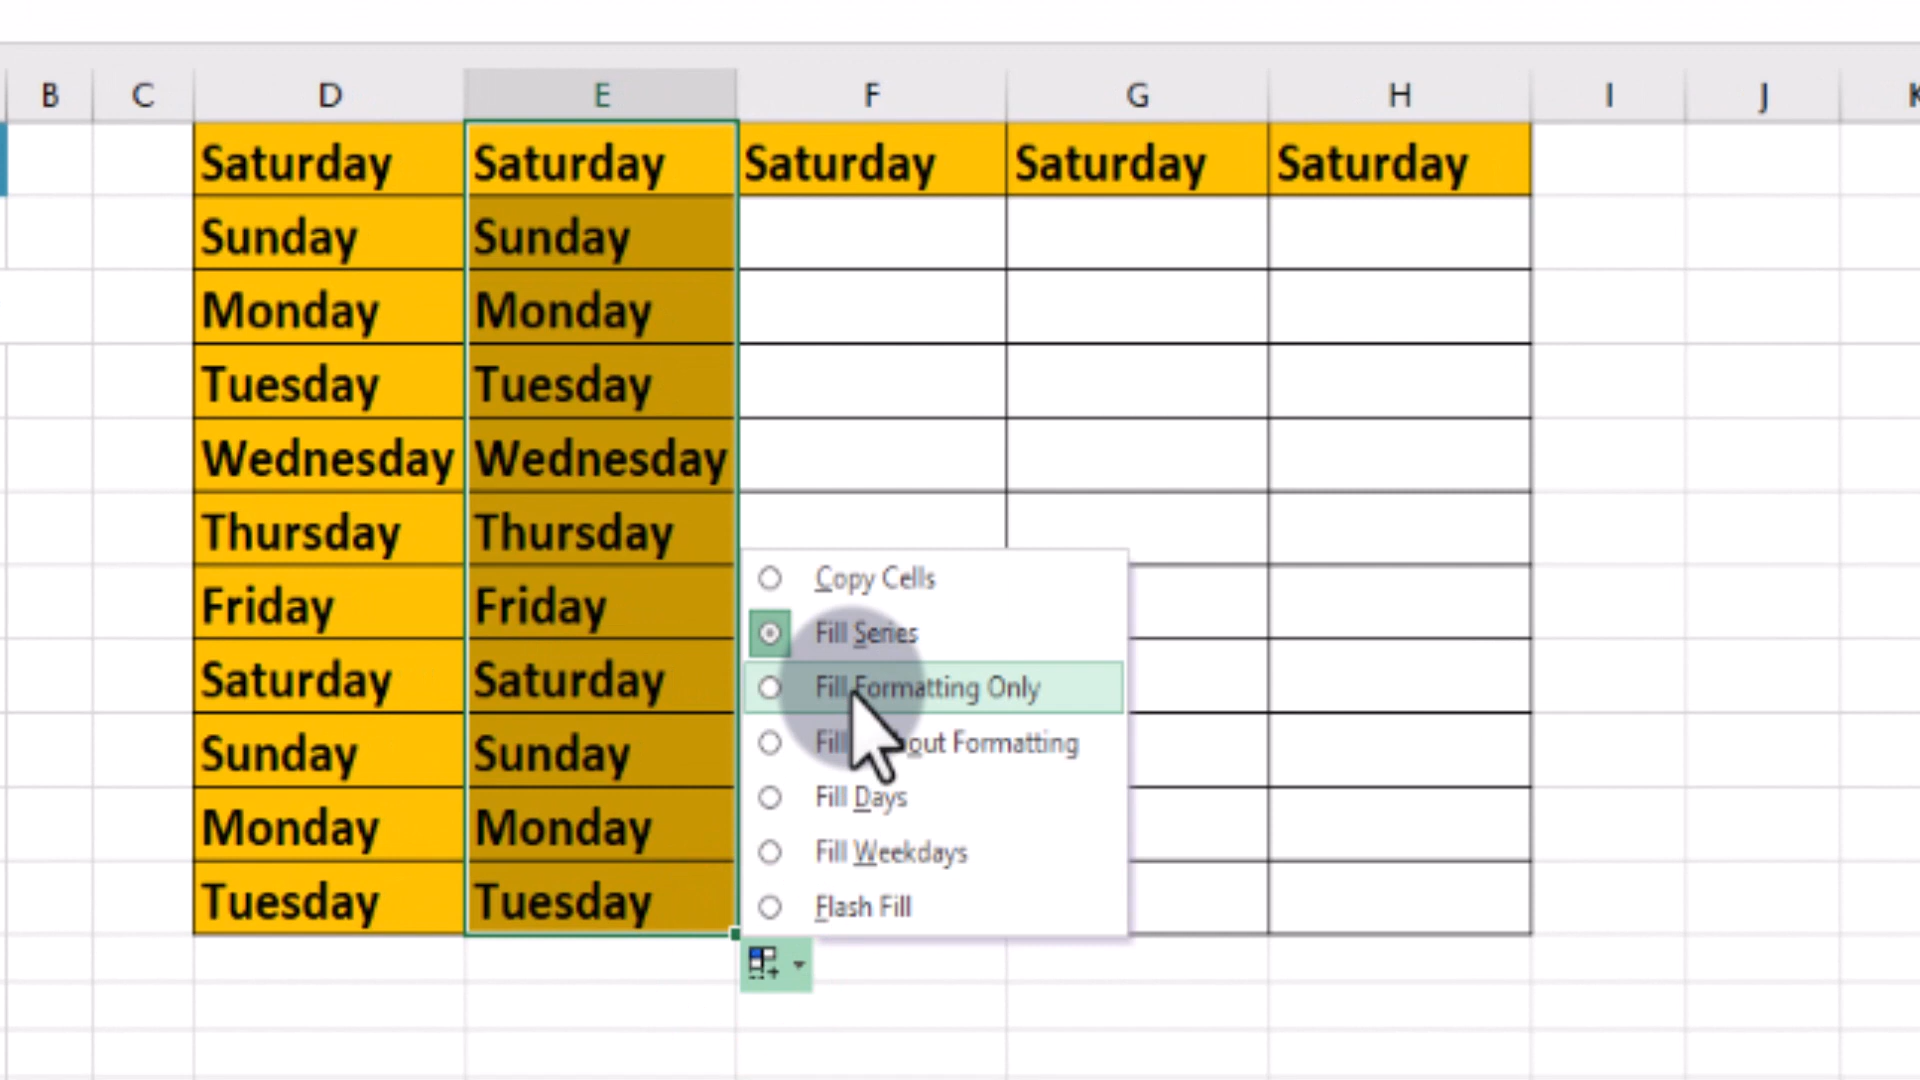 B C D E F G H I J K
Saturday Saturday Saturday Saturday Saturday
Sunday Sunday
Monday Monday
Tuesday Tuesday
Wednesday Wednesday
Thursday Thursday
Friday Friday
Saturday Saturday
Sunday Sunday
Monday Monday
Tuesday Tuesday
Copy Cells
Fill Series
Fill Formatting Only
Fill out Formatting
Fill Days
Fill Weekdays
Flash Fill